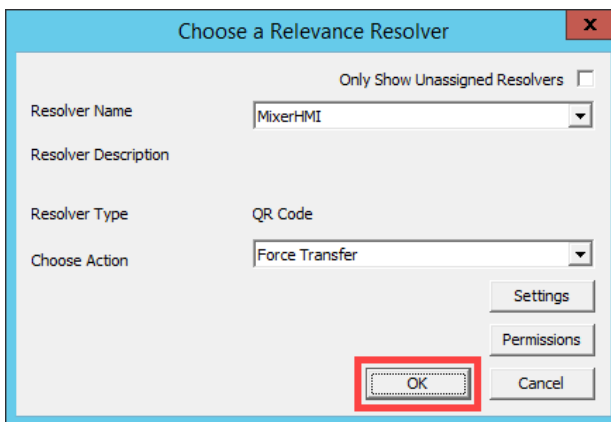 Choose a Relevance Resolver
x
Only Show Unassigned Resolvers
Resolver Name
MixerHMI
Resolver Description
Resolver Type
QR Code
Choose Action
Force Transfer
Settings
Permissions
OK
Cancel